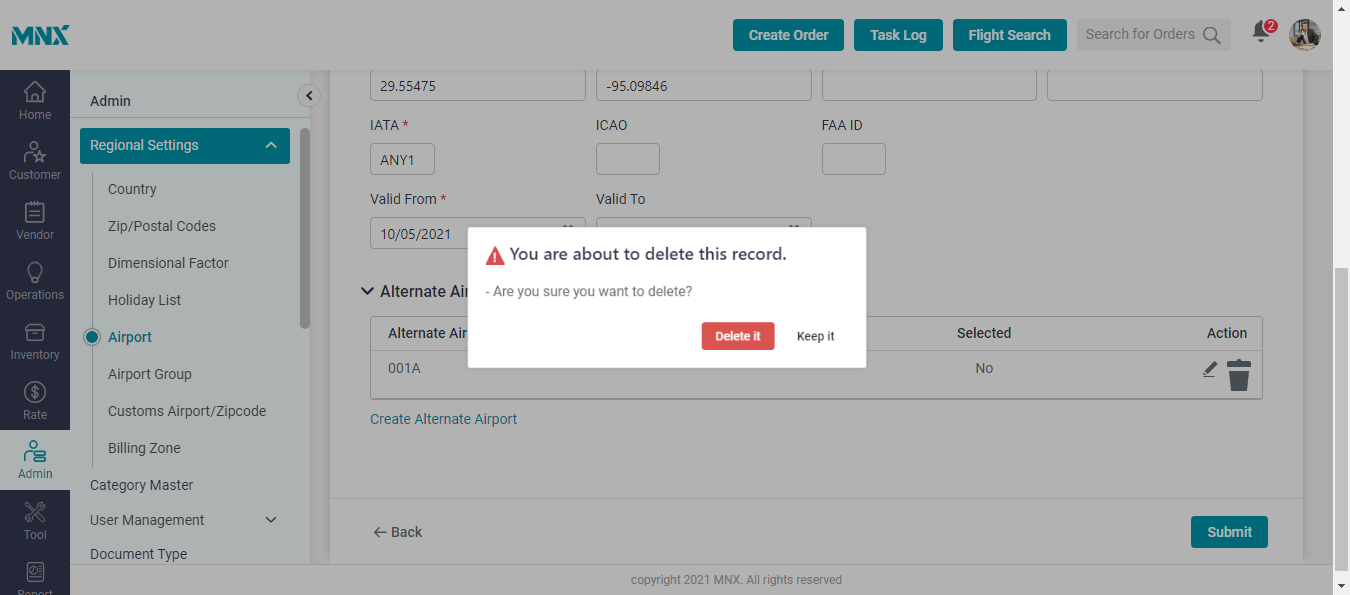 MNX
Create Order
Task Log
Flight Search
Search for Orders
2
Home
Customer
Vendor
Operations
Inventory
Rate
Admin
Tool
Report
Admin
Regional Settings
Country
Zip/Postal Codes
Dimensional Factor
Holiday List
Airport
Airport Group
Customs Airport/Zipcode
Billing Zone
Category Master
User Management
Document Type
29.55475
-95.09846
IATA *
ICAO
FAA ID
ANY1
Valid From *
Valid To
10/05/2021
You are about to delete this record.
- Are you sure you want to delete?
Delete it
Keep it
Alternate Air
Alternate Air
Selected
Action
001A
No
Create Alternate Airport
Back
Submit
copyright 2021 MNX. All rights reserved